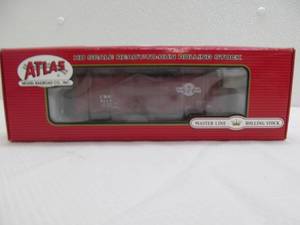 HO SCALE READY-TO-RUN ROLLING STOCK
ATLAS
MODEL RAILROAD CO., INC.
MASTER LINE ROLLING STOCK